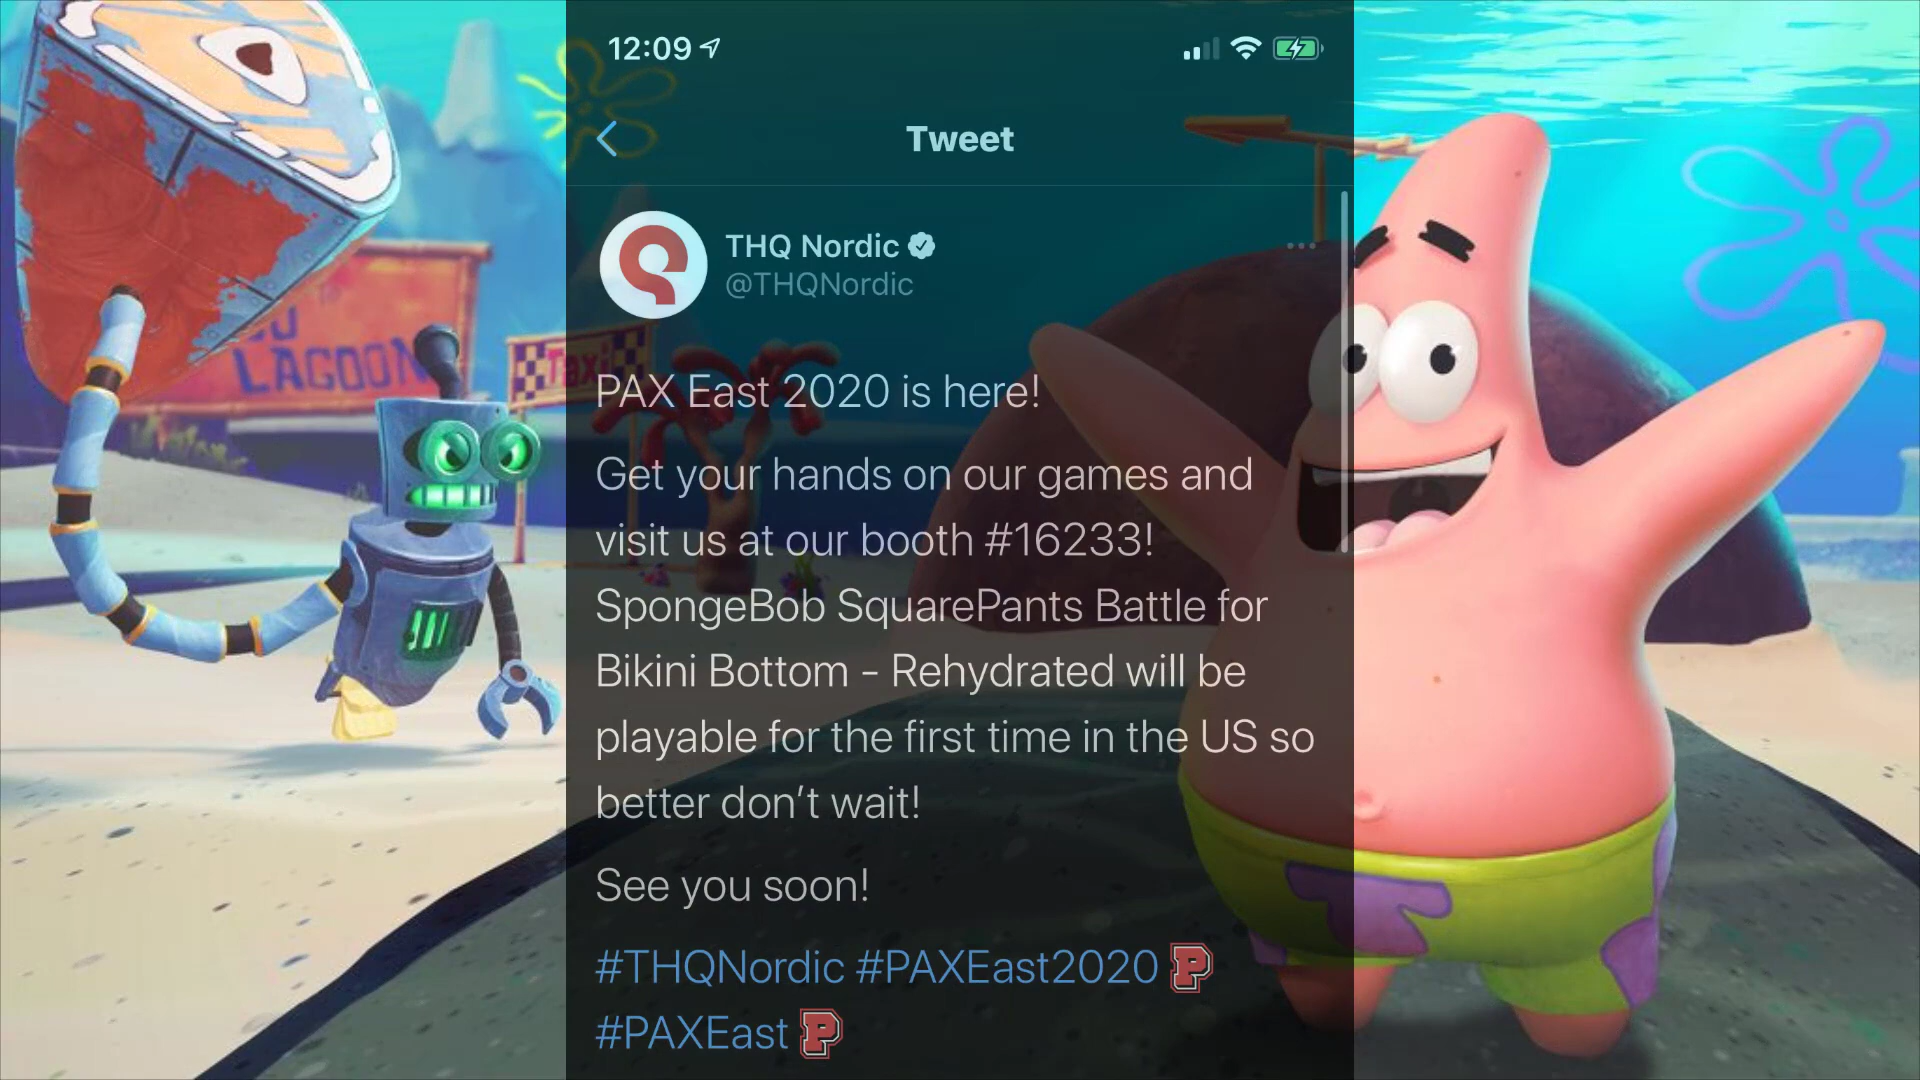 12:09
Tweet
THQ Nordic
@THQNordic
LAGOON
Taxi
PAX East 2020 is here!
Get your hands on our games and
visit us at our booth #16233!
SpongeBob SquarePants Battle for
Bikini Bottom - Rehydrated will be
playable for the first time in the US so
better don’t wait!
See you soon!
#THQNordic #PAXEast2020 P
#PAXEast P